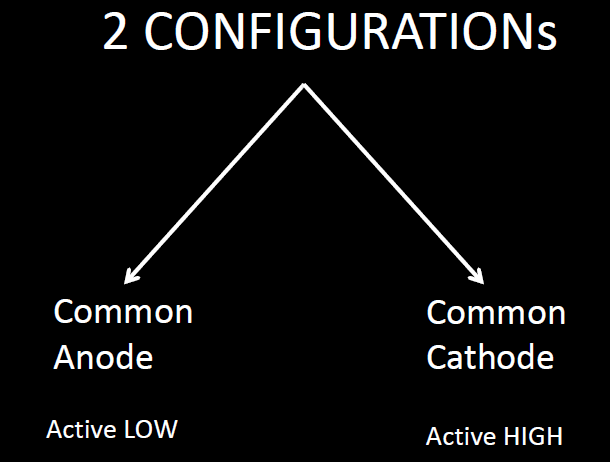 2 CONFIGURATIONs
Common
Anode
Active LOW
Common
Cathode
Active HIGH